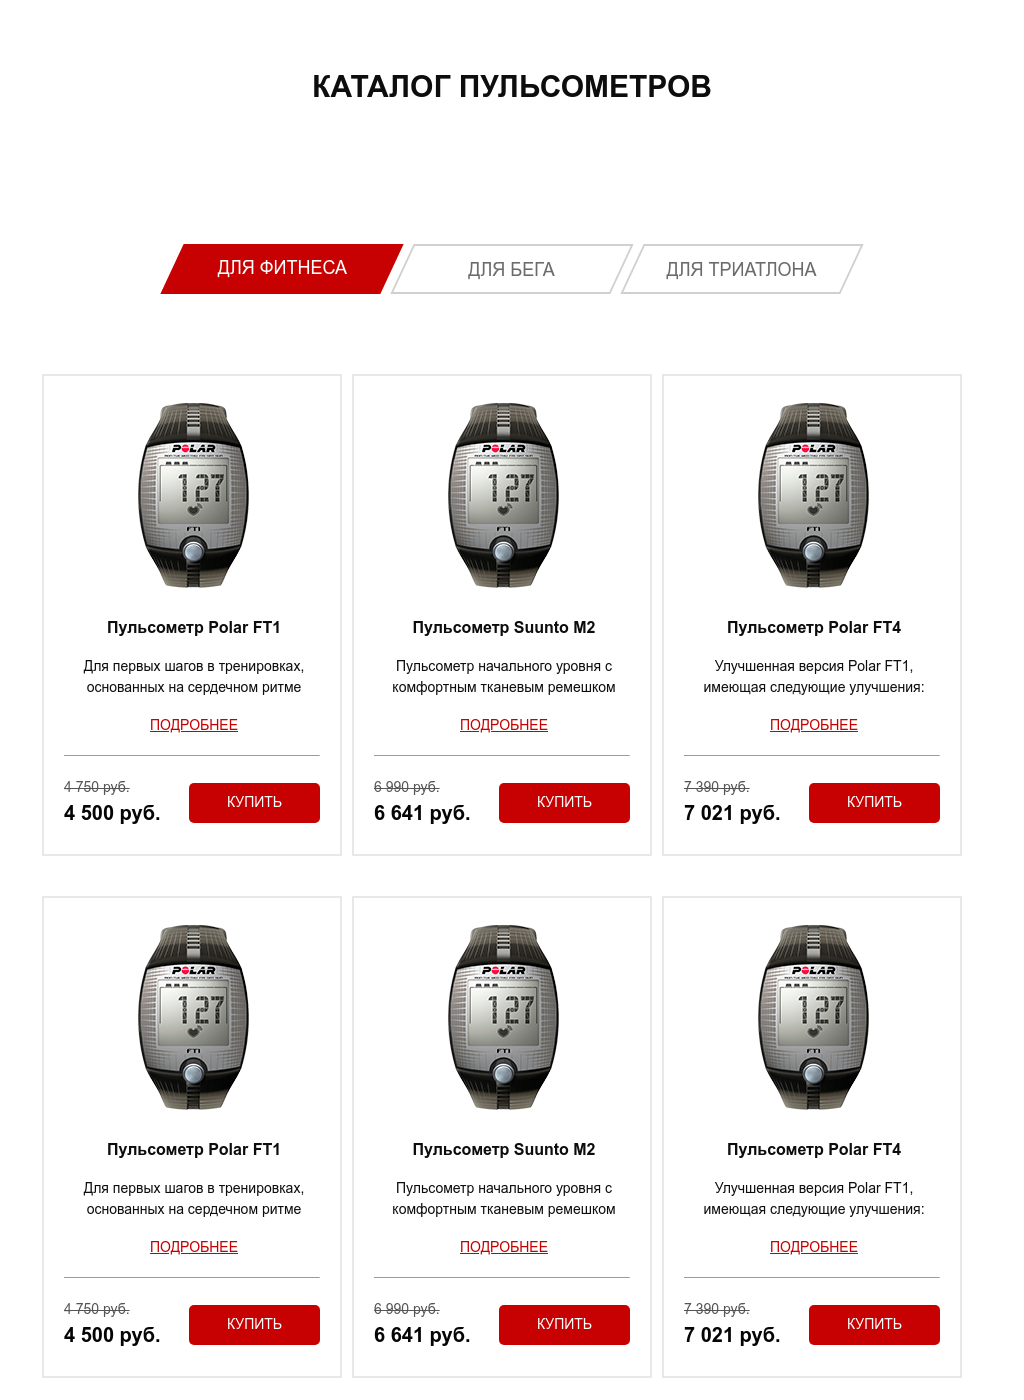 КАТАЛОГ ПУЛЬСОМЕТРОВ
ДЛЯ ФИТНЕСА
ДЛЯ БЕГА
ДЛЯ ТРИАТЛОНА
POLAR
127
FT1
Пульсометр Polar FT1
Для первых шагов в тренировках,
основанных на сердечном ритме
ПОДРОБНЕЕ
4 750 руб.
4 500 руб.
КУПИТЬ
POLAR
127
FT1
Пульсометр Suunto M2
Пульсометр начального уровня с
комфортным тканевым ремешком
ПОДРОБНЕЕ
6 990 руб.
6 641 руб.
КУПИТЬ
POLAR
127
FT1
Пульсометр Polar FT4
Улучшенная версия Polar FT1,
имеющая следующие улучшения:
ПОДРОБНЕЕ
7 390 руб.
7 021 руб.
КУПИТЬ
POLAR
127
FT1
Пульсометр Polar FT1
Для первых шагов в тренировках,
основанных на сердечном ритме
ПОДРОБНЕЕ
4 750 руб.
4 500 руб.
КУПИТЬ
POLAR
127
FT1
Пульсометр Suunto M2
Пульсометр начального уровня с
комфортным тканевым ремешком
ПОДРОБНЕЕ
6 990 руб.
6 641 руб.
КУПИТЬ
POLAR
127
FT1
Пульсометр Polar FT4
Улучшенная версия Polar FT1,
имеющая следующие улучшения:
ПОДРОБНЕЕ
7 390 руб.
7 021 руб.
КУПИТЬ